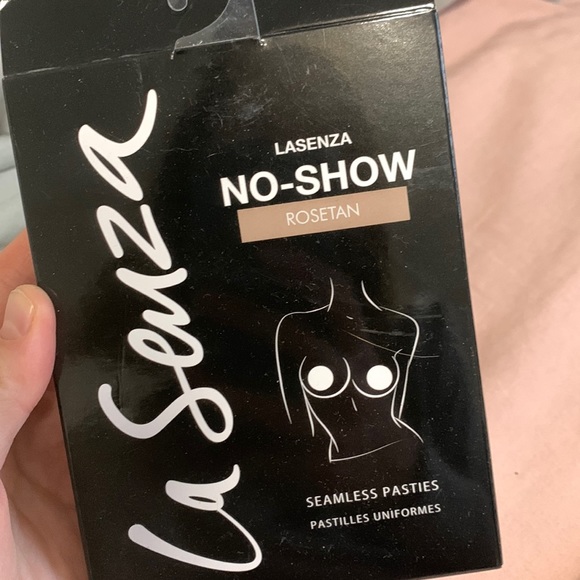 La Senza
LASENZA
NO-SHOW
ROSETAN
SEAMLESS PASTIES
PASTILLES UNIFORMES